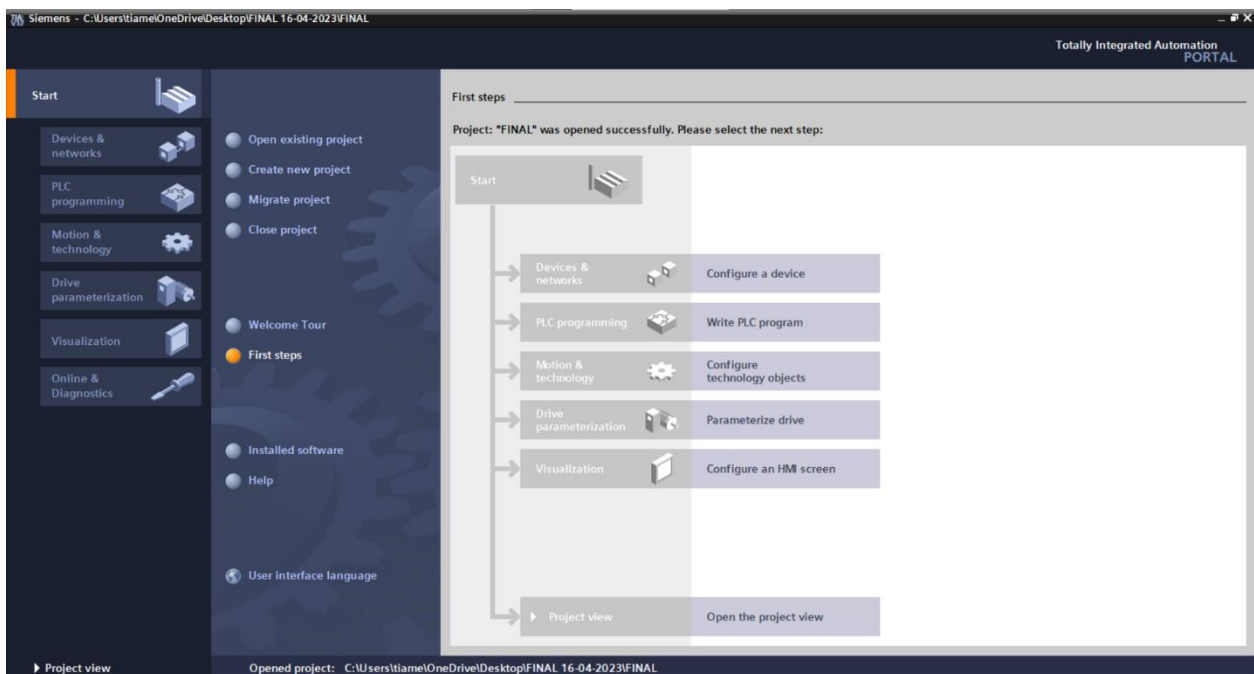 Siemens - C:\Users\tiame\OneDrive\Desktop\FINAL 16-04-2023\FINAL
Totally Integrated Automation
PORTAL
Start
Devices &
networks
PLC
programming
Motion &
technology
Drive
parameterization
Visualization
Online &
Diagnostics
Open existing project
Create new project
Migrate project
Close project
Welcome Tour
First steps
Installed software
Help
User interface language
First steps
Project: "FINAL" was opened successfully. Please select the next step:
Start
Devices &
networks
Configure a device
PLC programming
Write PLC program
Motion &
technology
Configure
technology objects
Drive
parameterization
Parameterize drive
Visualization
Configure an HMI screen
Project view
Open the project view
Project view
Opened project: C:\Users\tiame\OneDrive\Desktop\FINAL 16-04-2023\FINAL